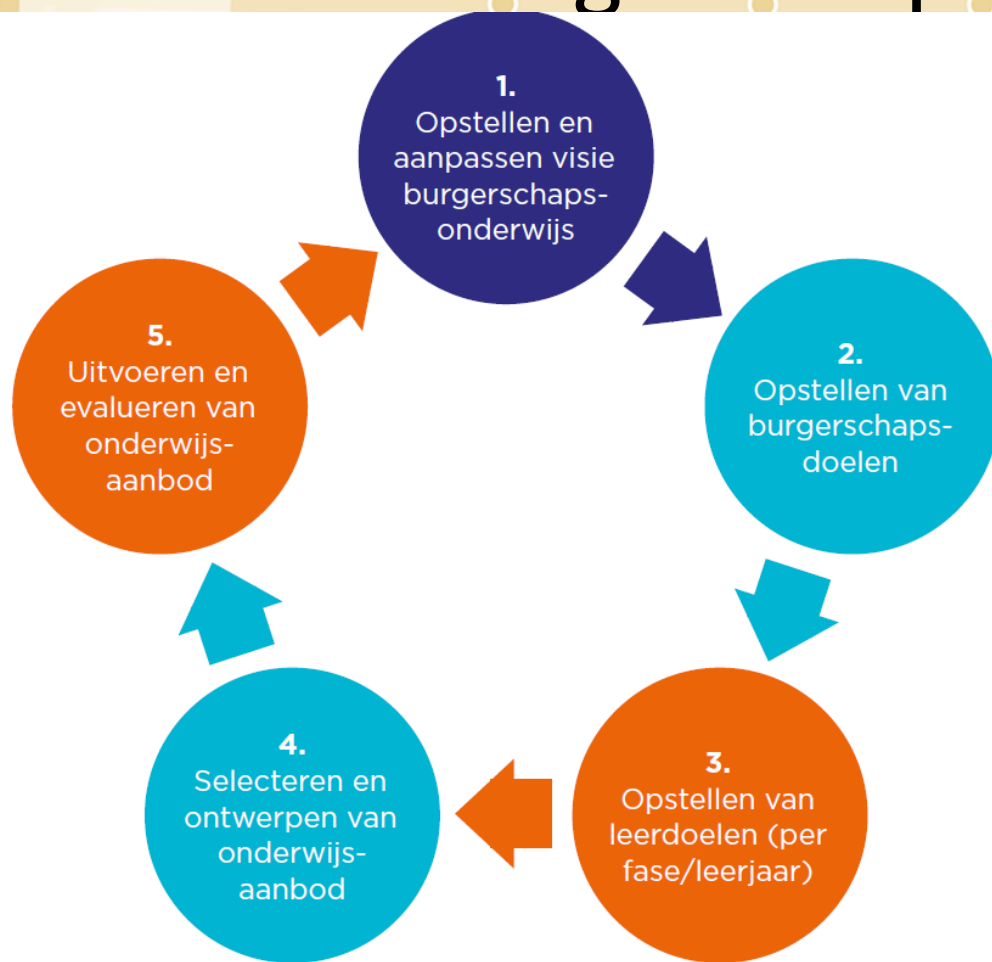 1.
Opstellen en
aanpassen visie
burgerschaps-
onderwijs
2.
Opstellen van
burgerschaps-
doelen
3.
Opstellen van
leerdoelen (per
fase/leerjaar)
4.
Selecteren en
ontwerpen van
onderwijs-
aanbod
5.
Uitvoeren en
evalueren van
onderwijs-
aanbod